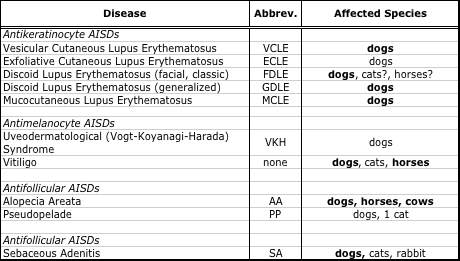 Disease Abbrev. Affected Species
Antikeratinocyte AISDs
Vesicular Cutaneous Lupus Erythematosus VCLE dogs
Exfoliative Cutaneous Lupus Erythematosus ECLE dogs
Discoid Lupus Erythematosus (facial, classic) FDLE dogs, cats?, horses?
Discoid Lupus Erythematosus (generalized) GDLE dogs
Mucocutaneous Lupus Erythematosus MCLE dogs
Antimelanocyte AISDs
Uveodermatological (Vogt-Koyanagi-Harada)
Syndrome VKH dogs
Vitiligo none dogs, cats, horses
Antifollicular AISDs
Alopecia Areata AA dogs, horses, cows
Pseudopelade PP dogs, 1 cat
Antifollicular AISDs
Sebaceous Adenitis SA dogs, cats, rabbit